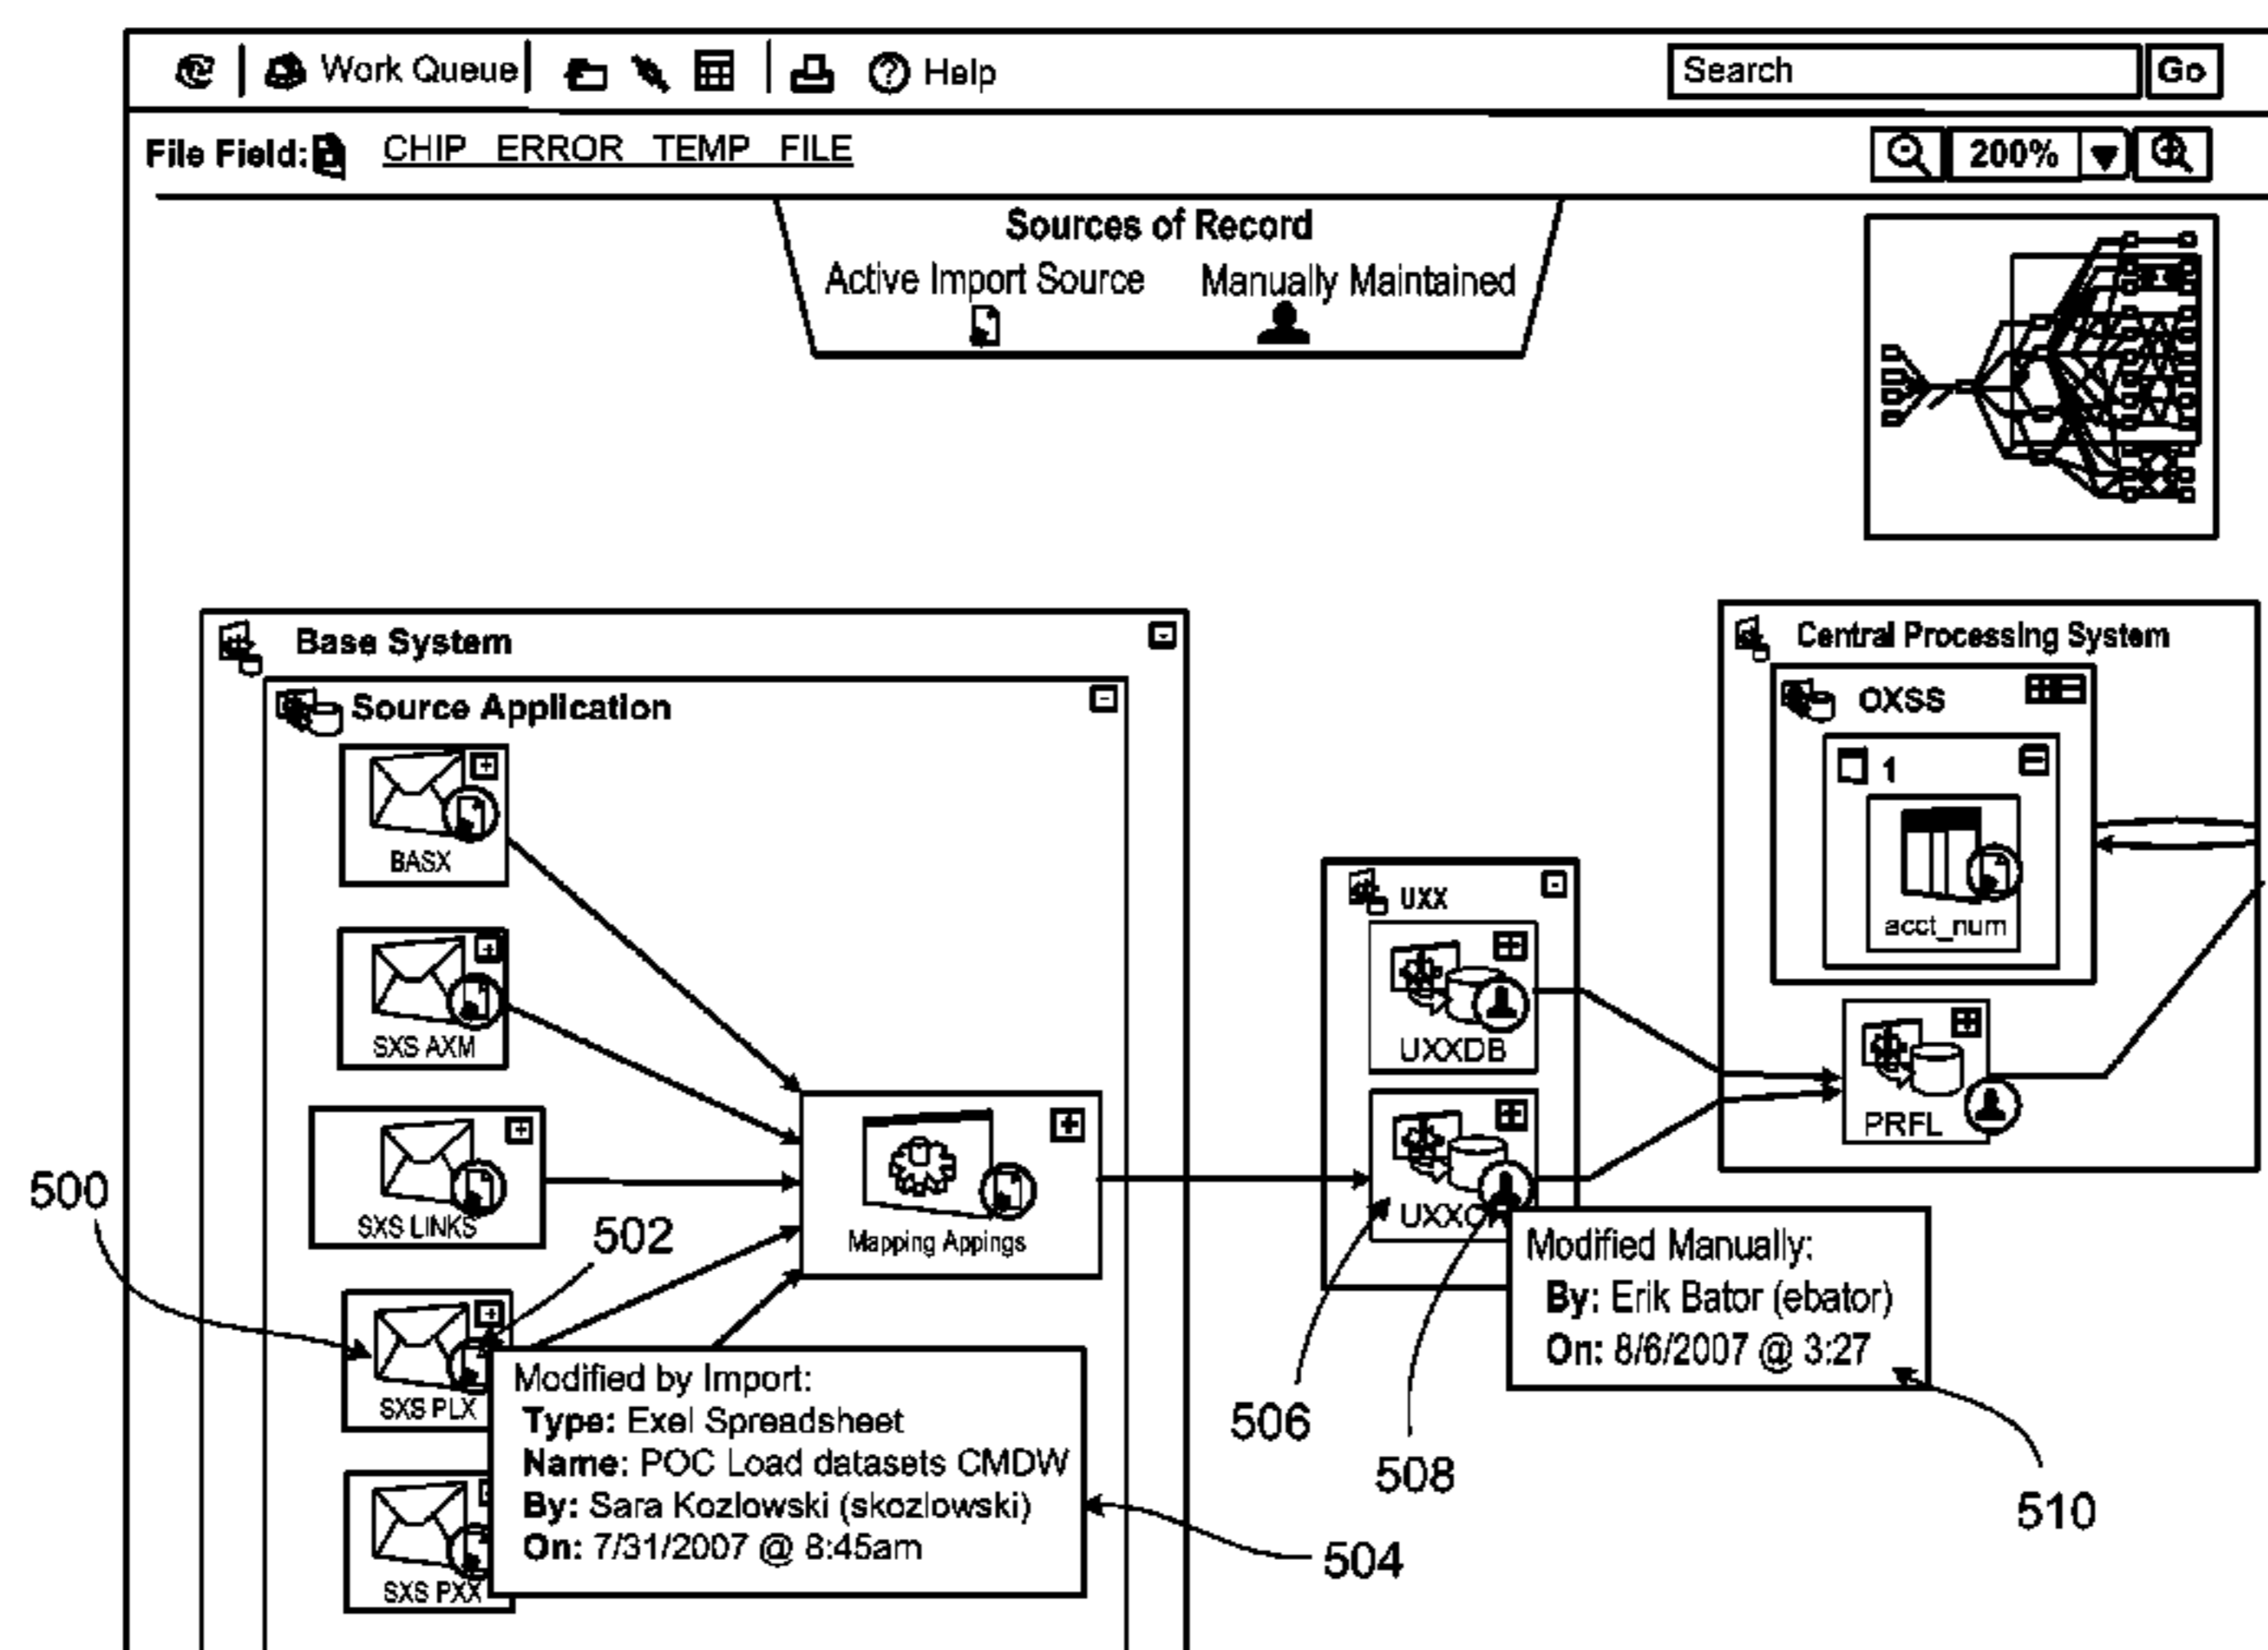 Work Queue
Help
Search
Go
File Field:
CHIP ERROR TEMP FILE
200%
Sources of Record
Active Import Source
Manually Maintained
Base System
Source Application
BASX
SXS AXM
SXS LINKS
SXS PLX
SXS PXX
Mapping Appings
UXX
UXXDB
Central Processing System
OXSS
1
acct_num
PRFL
500
502
Modified by Import:
Type: Exel Spreadsheet
Name: POC Load datasets CMDW
By: Sara Kozlowski (skozlowski)
On: 7/31/2007 @ 8:45am
504
506
508
Modified Manually:
By: Erik Bator (ebator)
On: 8/6/2007 @ 3:27
510